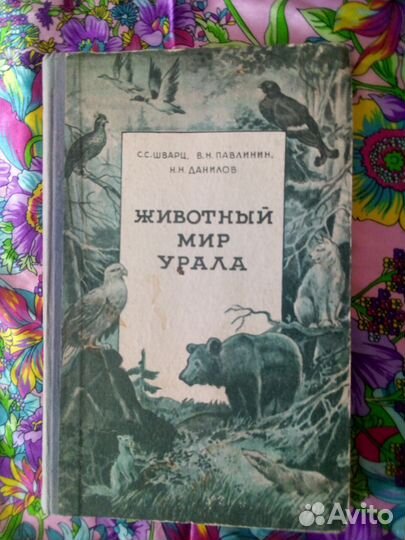 С.С.ШВАРЦ, В.Н.ПАВЛИНИН,
Н.Н.ДАНИЛОВ
ЖИВОТНЫЙ
МИР
УРАЛА
Avito